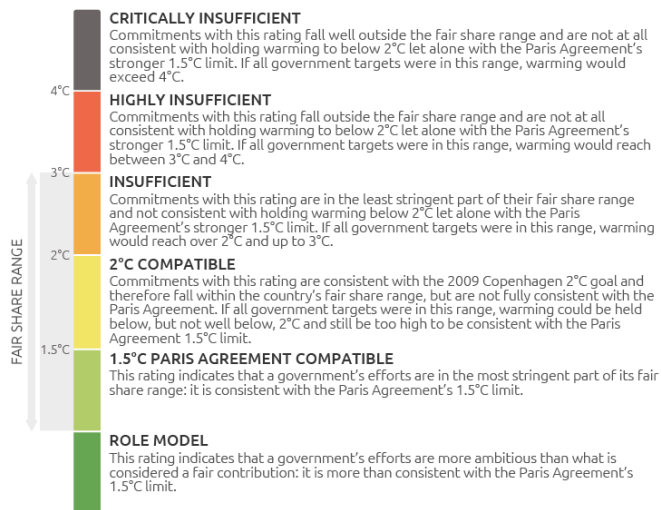 CRITICALLY INSUFFICIENT
Commitments with this rating fall well outside the fair share range and are not at all
consistent with holding warming to below 2°C let alone with the Paris Agreement's
stronger 1.5°C limit. If all government targets were in this range, warming would
exceed 4°C.
4°C
HIGHLY INSUFFICIENT
Commitments with this rating fall outside the fair share range and are not at all
consistent with holding warming to below 2°C let alone with the Paris Agreement's
stronger 1.5°C limit. If all government targets were in this range, warming would reach
between 3°C and 4°C.
3°C
INSUFFICIENT
Commitments with this rating are in the least stringent part of their fair share range
and not consistent with holding warming below 2°C let alone with the Paris
Agreement's stronger 1.5°C limit. If all government targets were in this range, warming
would reach over 2°C and up to 3°C.
2°C
2°C COMPATIBLE
Commitments with this rating are consistent with the 2009 Copenhagen 2°C goal and
therefore fall within the country's fair share range, but are not fully consistent with the
Paris Agreement. If all government targets were in this range, warming could be held
below, but not well below, 2°C and still be too high to be consistent with the Paris
Agreement 1.5°C limit.
FAIR SHARE RANGE
1.5°C
1.5°C PARIS AGREEMENT COMPATIBLE
This rating indicates that a government's efforts are in the most stringent part of its fair
share range: it is consistent with the Paris Agreement's 1.5°C limit.
ROLE MODEL
This rating indicates that a government's efforts are more ambitious than what is
considered a fair contribution: it is more than consistent with the Paris Agreement's
1.5°C limit.